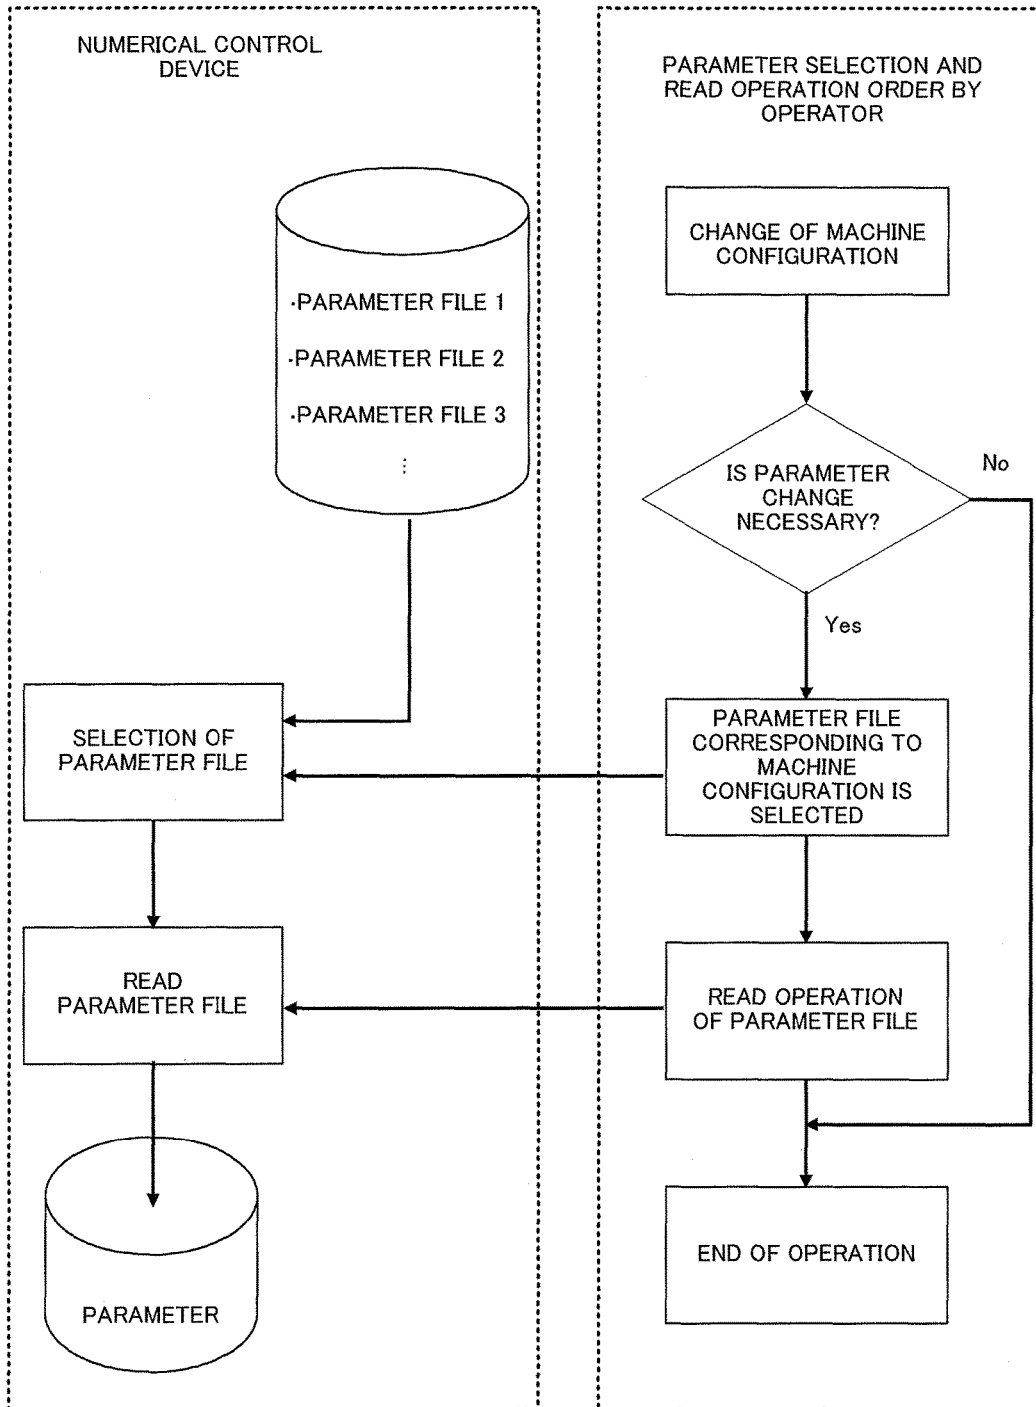 NUMERICAL CONTROL
DEVICE
·PARAMETER FILE 1
·PARAMETER FILE 2
·PARAMETER FILE 3
⋮
SELECTION OF
PARAMETER FILE
READ
PARAMETER FILE
PARAMETER
PARAMETER SELECTION AND
READ OPERATION ORDER BY
OPERATOR
CHANGE OF MACHINE
CONFIGURATION
IS PARAMETER
CHANGE
NECESSARY?
No
Yes
PARAMETER FILE
CORRESPONDING TO
MACHINE
CONFIGURATION IS
SELECTED
READ OPERATION
OF PARAMETER FILE
END OF OPERATION